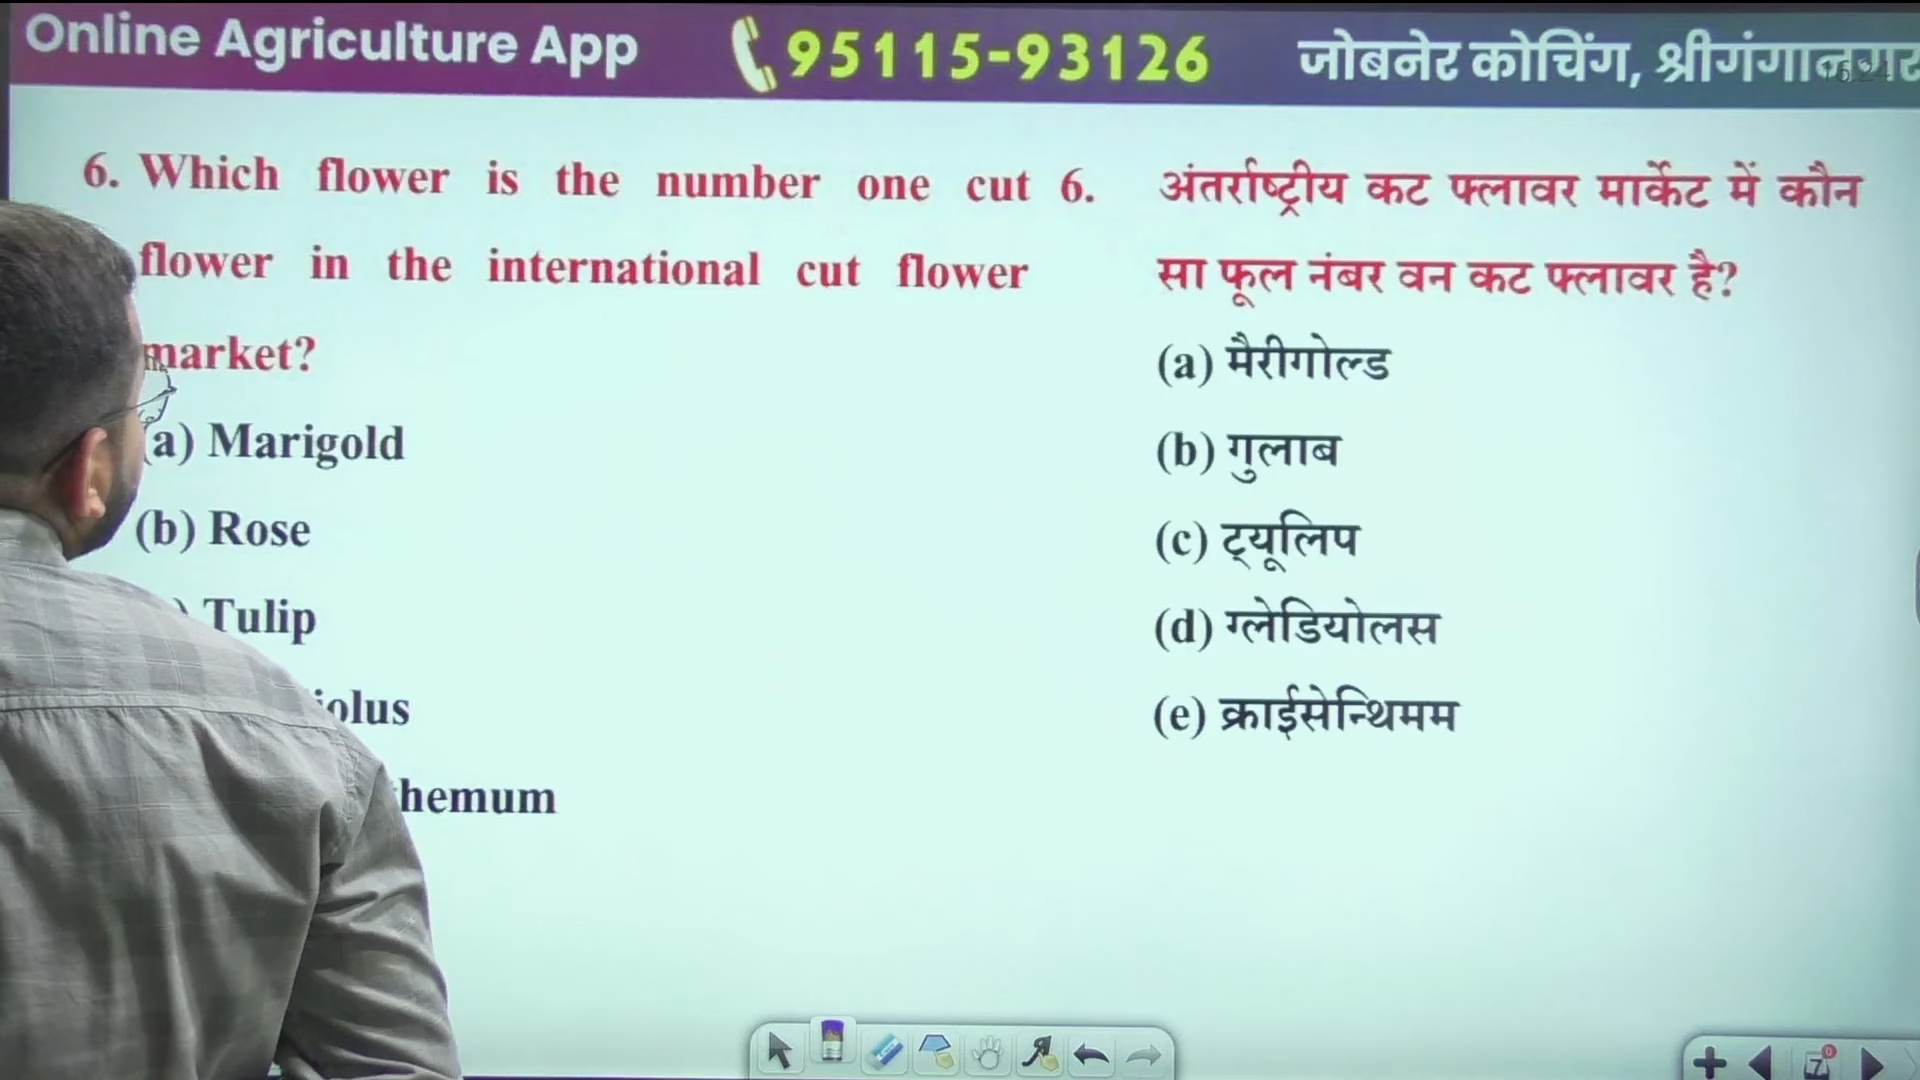 Online Agriculture App 95115-93126 जोबनेर कोचिंग, श्रीगंगानगर
6. Which flower is the number one cut
flower in the international cut flower
market?
(a) Marigold
(b) Rose
) Tulip
iolus
hemum
6. अंतर्राष्ट्रीय कट फ्लावर मार्केट में कौन
सा फूल नंबर वन कट फ्लावर है?
(a) मैरीगोल्ड
(b) गुलाब
(c) ट्यूलिप
(d) ग्लेडियोलस
(e) क्राईसेन्थिमम
7
0